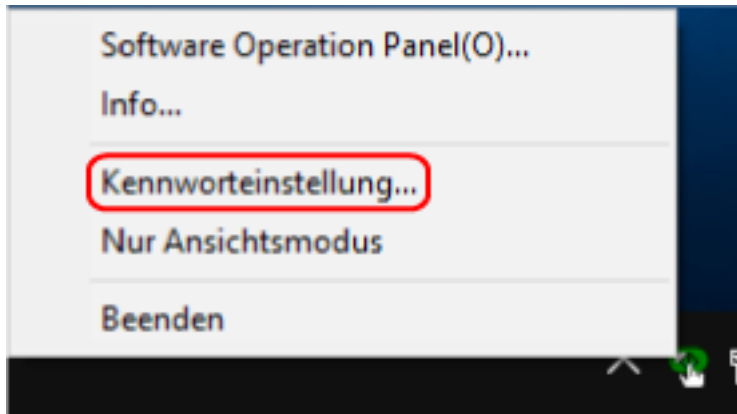 Software Operation Panel(O)...
Info...
Kennworteinstellung...
Nur Ansichtsmodus
Beenden